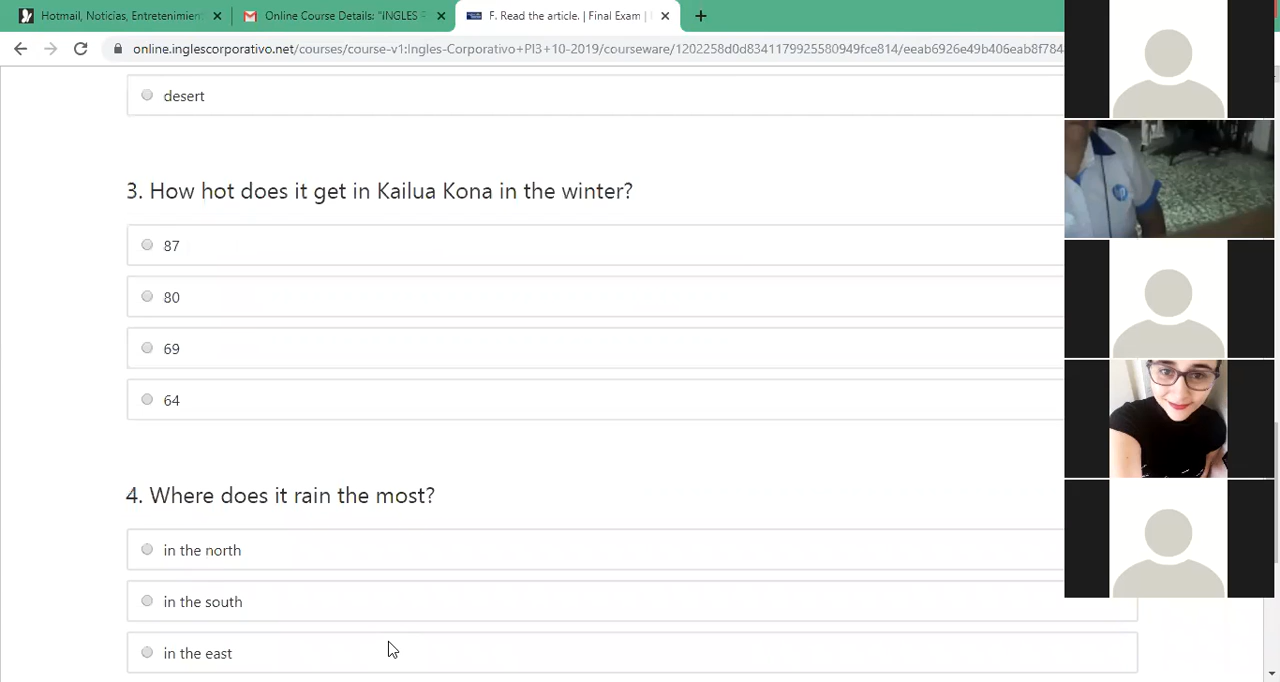 Hotmail, Noticias, Entretenimien
Online Course Details: "INGLES
F. Read the article. | Final Exam |
online.inglescorporativo.net/courses/course-v1:Ingles-Corporativo+PI3+10-2019/courseware/1202258d0d8341179925580949fce814/eeab6926e49b406eab8f784
desert
3. How hot does it get in Kailua Kona in the winter?
87
80
69
64
4. Where does it rain the most?
in the north
in the south
in the east